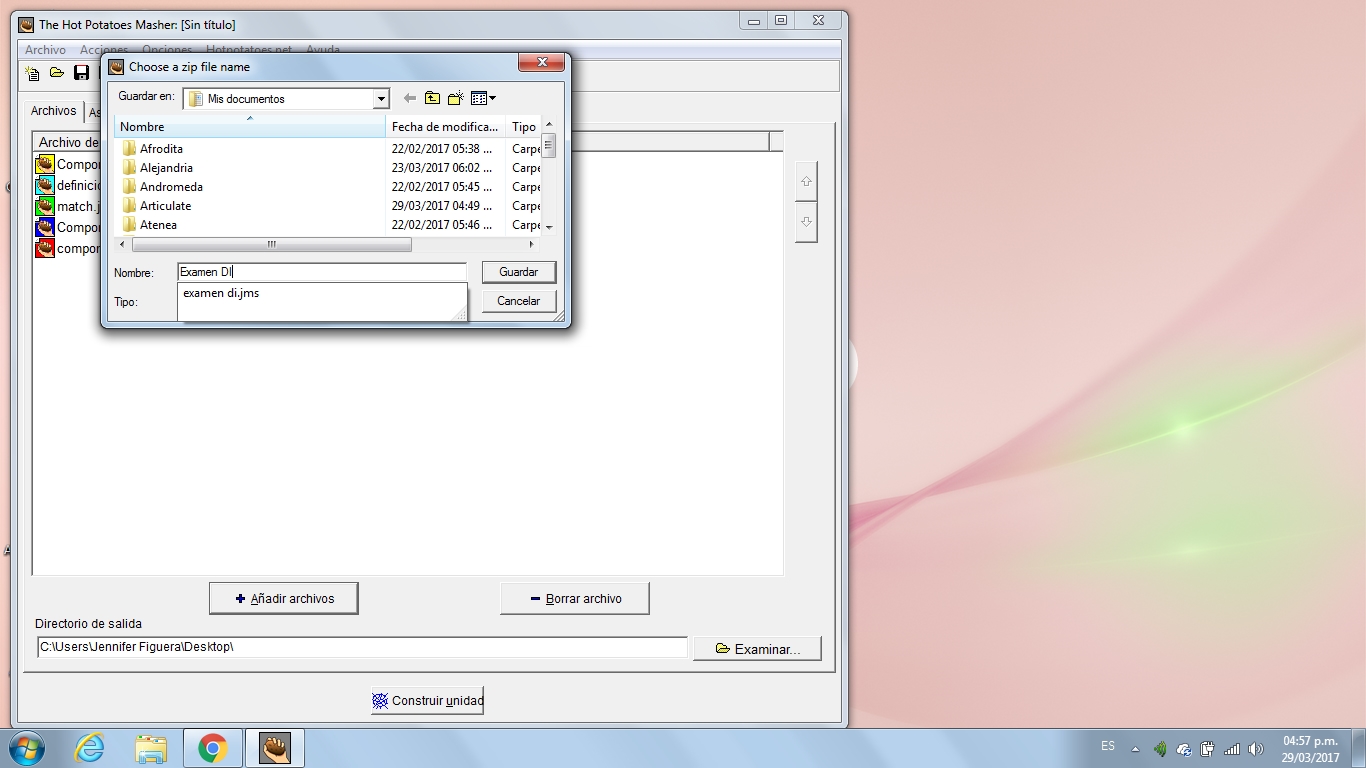 The Hot Potatoes Masher: [Sin título]
Archivo Acciones Opciones Hotpotatoes.net Ayuda
Choose a zip file name
Guardar en: Mis documentos
Nombre Fecha de modifica... Tipo
Afrodita 22/02/2017 05:38 ... Carpe
Alejandria 23/03/2017 06:02 ... Carpe
Andromeda 22/02/2017 05:45 ... Carpe
Articulate 29/03/2017 04:49 ... Carpe
Atenea 22/02/2017 05:46 ... Carpe
Nombre: Examen DI
Guardar
examen di.jms
Tipo:
Cancelar
Archivos As
Archivo de
Compor
definicio
match.j
Compor
compor
Añadir archivos
Borrar archivo
Directorio de salida
C:\Users\Jennifer Figuera\Desktop\
Examinar...
Construir unidad
ES
04:57 p.m.
29/03/2017